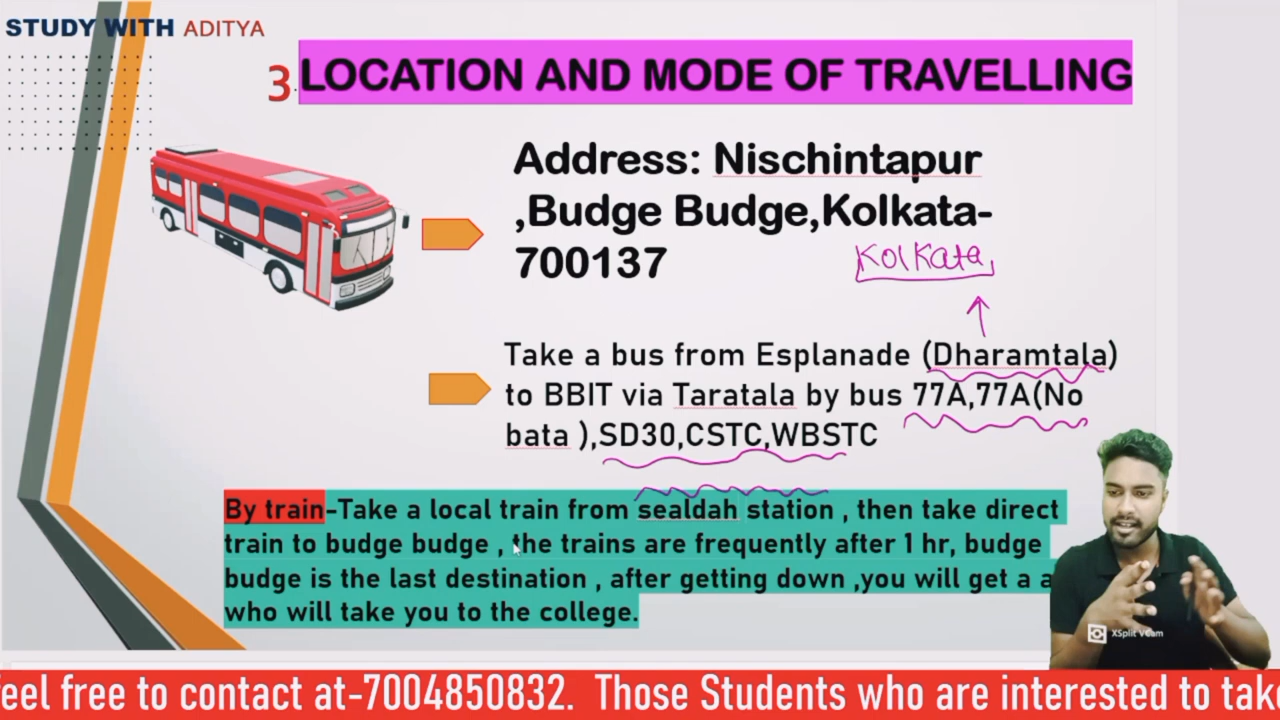 STUDY WITH ADITYA
3.LOCATION AND MODE OF TRAVELLING
Address: Nischintapur
,Budge Budge,Kolkata-
700137
Kolkata
Take a bus from Esplanade (Dharamtala)
to BBIT via Taratala by bus 77A,77A(No
bata ),SD30,CSTC,WBSTC
By train-Take a local train from sealdah station , then take direct
train to budge budge , the trains are frequently after 1 hr, budge
budge is the last destination , after getting down ,you will get a a
who will take you to the college.
XSplit VCam
feel free to contact at-7004850832. Those Students who are interested to take